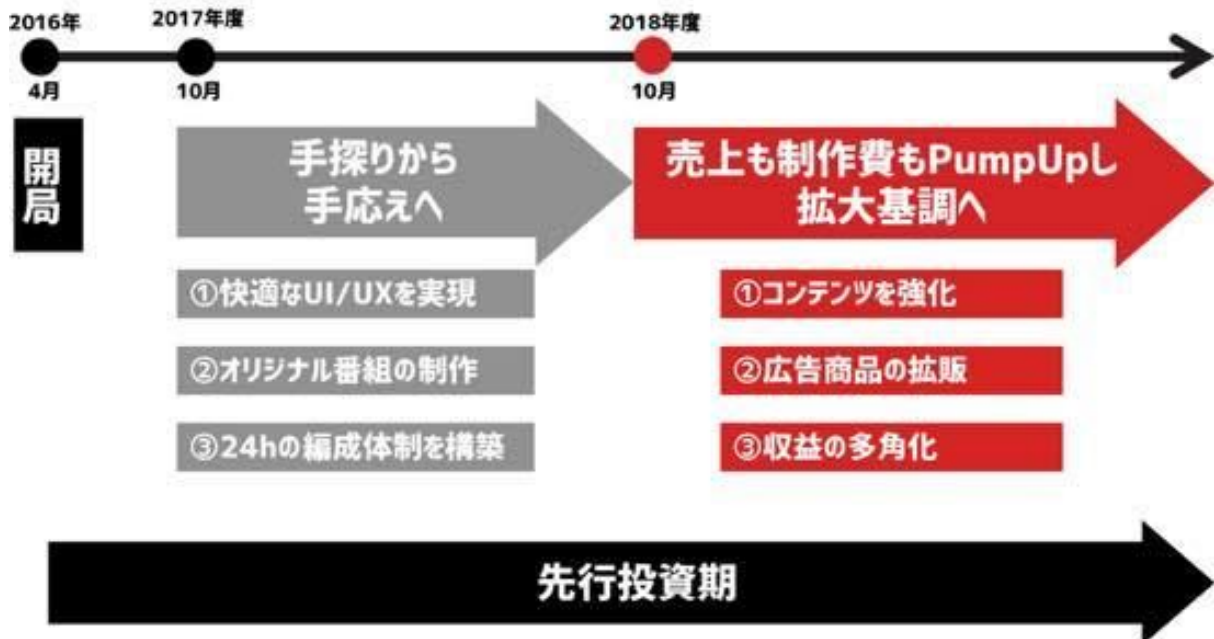 2016年
2017年度
2018年度
4月
10月
10月
開局
手探りから
手応えへ
売上も制作費もPumpUpし
拡大基調へ
①快適なUI/UXを実現
②オリジナル番組の制作
③24hの編成体制を構築
①コンテンツを強化
②広告商品の拡販
③収益の多角化
先行投資期